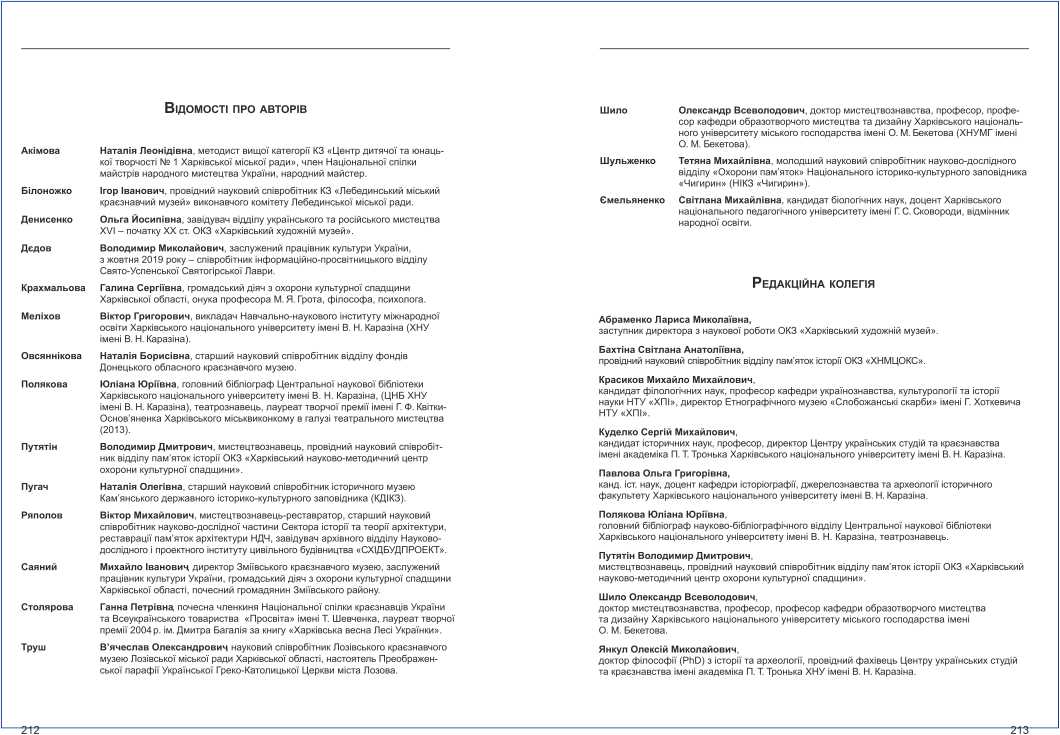 Відомості про авторів
Акімова Наталія Леонідівна, методист вищої категорії КЗ «Центр дитячої та юнаць-
кої творчості № 1 Харківської міської ради», член Національної спілки
майстрів народного мистецтва України, народний майстер.
Білоножко Ігор Іванович, провідний науковий співробітник КЗ «Лебединський міський
краєзнавчий музей» виконавчого комітету Лебединської міської ради.
Денисенко Ольга Йосипівна, завідувач відділу українського та російського мистецтва
XVI – початку XX ст. ОКЗ «Харківський художній музей».
Дєдов Володимир Миколайович, заслужений працівник культури України,
з жовтня 2019 року – співробітник інформаційно-просвітницького відділу
Свято-Успенської Святогірської Лаври.
Крахмальова Галина Сергіївна, громадський діяч з охорони культурної спадщини
Харківської області, онука професора М. Я. Грота, філософа, психолога.
Меліхов Віктор Григорович, викладач Навчально-наукового інституту міжнародної
освіти Харківського національного університету імені В. Н. Каразіна (ХНУ
імені В. Н. Каразіна).
Овсяннікова Наталія Борисівна, старший науковий співробітник відділу фондів
Донецького обласного краєзнавчого музею.
Полякова Юліана Юріївна, головний бібліограф Центральної наукової бібліотеки
Харківського національного університету імені В. Н. Каразіна, (ЦНБ ХНУ
імені В. Н. Каразіна), театрознавець, лауреат творчої премії імені Г. Ф. Квітки-
Основ'яненка Харківського міськвиконкому в галузі театрального мистецтва
(2013).
Путятін Володимир Дмитрович, мистецтвознавець, провідний науковий співробіт-
ник відділу пам'яток історії ОКЗ «Харківський науково-методичний центр
охорони культурної спадщини».
Пугач Наталія Олегівна, старший науковий співробітник історичного музею
Кам'янського державного історико-культурного заповідника (КДІКЗ).
Ряполов Віктор Михайлович, мистецтвознавець-реставратор, старший науковий
співробітник науково-дослідної частини Сектора історії та теорії архітектури,
реставрації пам'яток архітектури НДЧ, завідувач архівного відділу Науково-
дослідного і проектного інституту цивільного будівництва «СХІДБУДПРОЕКТ».
Саяний Михайло Іванович, директор Зміївського краєзнавчого музею, заслужений
працівник культури України, громадський діяч з охорони культурної спадщини
Харківської області, почесний громадянин Зміївського району.
Столярова Ганна Петрівна, почесна членкиня Національної спілки краєзнавців України
та Всеукраїнського товариства «Просвіта» імені Т. Шевченка, лауреат творчої
премії 2004 р. ім. Дмитра Багалія за книгу «Харківська весна Лесі Українки».
Труш В'ячеслав Олександрович, науковий співробітник Лозівського краєзнавчого
музею Лозівської міської ради Харківської області, настоятель Преображен-
ської парафії Української Греко-Католицької Церкви міста Лозова.
212
Шило Олександр Всеволодович, доктор мистецтвознавства, професор, профе-
сор кафедри образотворчого мистецтва та дизайну Харківського національ-
ного університету міського господарства імені О. М. Бекетова (ХНУМГ імені
О. М. Бекетова).
Шульженко Тетяна Михайлівна, молодший науковий співробітник науково-дослідного
відділу «Охорони пам'яток» Національного історико-культурного заповідника
«Чигирин» (НІКЗ «Чигирин»).
Ємельяненко Світлана Михайлівна, кандидат біологічних наук, доцент Харківського
національного педагогічного університету імені Г. С. Сковороди, відмінник
народної освіти.
Редакційна колегія
Абраменко Лариса Миколаївна,
заступник директора з наукової роботи ОКЗ «Харківський художній музей».
Бахтіна Світлана Анатоліївна,
провідний науковий співробітник відділу пам'яток історії ОКЗ «ХНМЦОКС».
Красиков Михайло Михайлович,
кандидат філологічних наук, професор кафедри українознавства, культурології та історії
науки НТУ «ХПІ», директор Етнографічного музею «Слобожанські скарби» імені Г. Хоткевича
НТУ «ХПІ».
Куделко Сергій Михайлович,
кандидат історичних наук, професор, директор Центру українських студій та краєзнавства
імені академіка П. Т. Тронька Харківського національного університету імені В. Н. Каразіна.
Павлова Ольга Григорівна,
канд. іст. наук, доцент кафедри історіографії, джерелознавства та археології історичного
факультету Харківського національного університету імені В. Н. Каразіна.
Полякова Юліана Юріївна,
головний бібліограф науково-бібліографічного відділу Центральної наукової бібліотеки
Харківського національного університету імені В. Н. Каразіна, театрознавець.
Путятін Володимир Дмитрович,
мистецтвознавець, провідний науковий співробітник відділу пам'яток історії ОКЗ «Харківський
науково-методичний центр охорони культурної спадщини».
Шило Олександр Всеволодович,
доктор мистецтвознавства, професор, професор кафедри образотворчого мистецтва
та дизайну Харківського національного університету міського господарства імені
О. М. Бекетова.
Янкул Олексій Миколайович,
доктор філософії (PhD) з історії та археології, провідний фахівець Центру українських студій
та краєзнавства імені академіка П. Т. Тронька ХНУ імені В. Н. Каразіна.
213